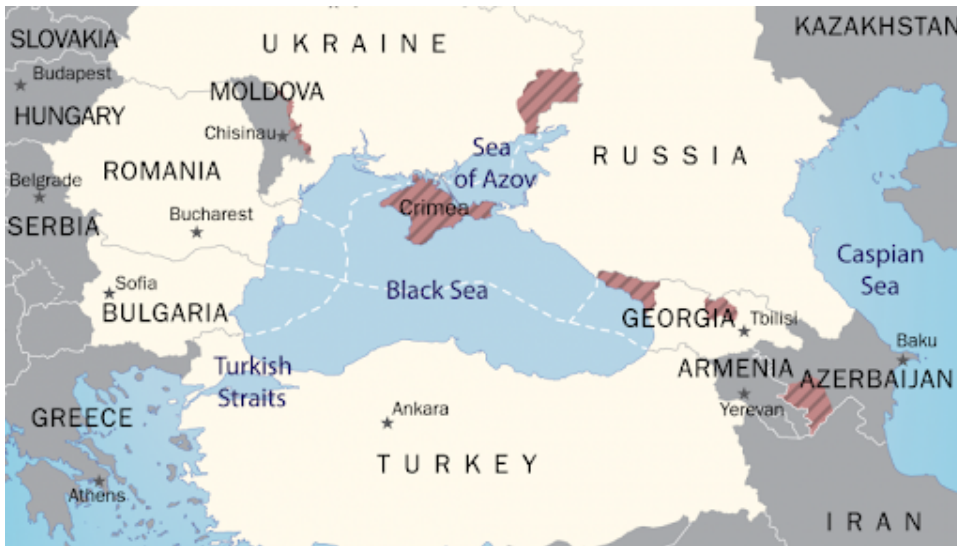 SLOVAKIA
UKRAINE
KAZAKHSTAN
Budapest
HUNGARY
MOLDOVA
Chisinau
Sea
of Azov
RUSSIA
ROMANIA
Belgrade
SERBIA
Bucharest
Crimea
Caspian
Sea
Sofia
BULGARIA
Black Sea
GEORGIA
Tbilisi
Baku
Turkish
Straits
ARMENIA
AZERBAIJAN
GREECE
Ankara
Yerevan
TURKEY
Athens
IRAN